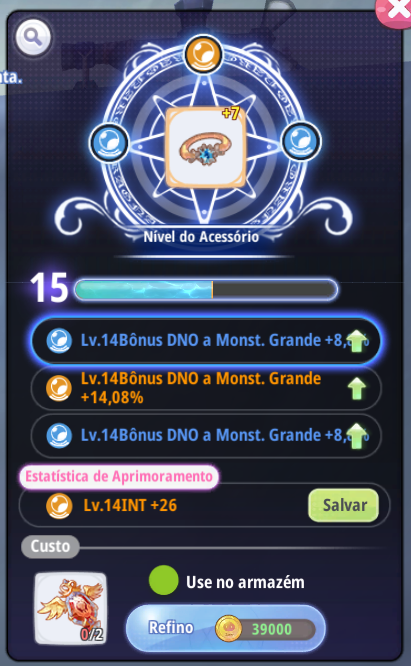 ta.
+7
Nível do Acessório
15
Lv.14Bônus DNO a Monst. Grande +8,
Lv.14Bônus DNO a Monst. Grande
+14,08%
Lv.14Bônus DNO a Monst. Grande +8,
Estatística de Aprimoramento
Lv.14INT +26
Salvar
Custo
0/2
Use no armazém
Refino
39000